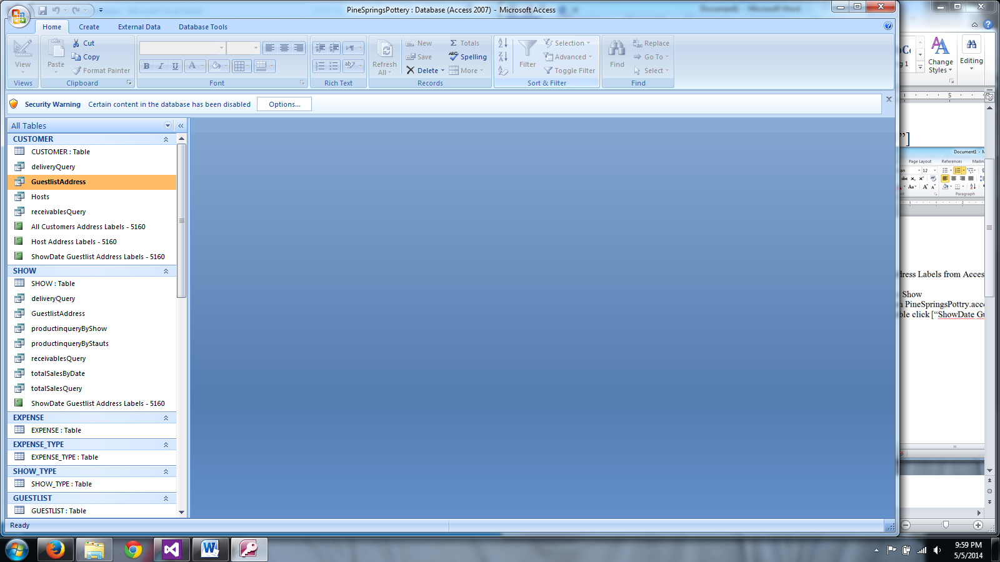 PineSpringsPottery : Database (Access 2007) - Microsoft Access
Home Create External Data Database Tools
View
Views
Paste
Cut
Copy
Format Painter
Clipboard
B I U A
Font
Rich Text
Refresh All
New
Save
Delete
Totals
Spelling
More
Records
Filter
Selection
Advanced
Toggle Filter
Sort & Filter
Find
Replace
Go To
Select
Find
Security Warning Certain content in the database has been disabled Options...
All Tables
CUSTOMER
CUSTOMER : Table
deliveryQuery
GuestlistAddress
Hosts
receivablesQuery
All Customers Address Labels - 5160
Host Address Labels - 5160
ShowDate Guestlist Address Labels - 5160
SHOW
SHOW : Table
deliveryQuery
GuestlistAddress
productinqueryByShow
productinqueryByStauts
receivablesQuery
totalSalesByDate
totalSalesQuery
ShowDate Guestlist Address Labels - 5160
EXPENSE
EXPENSE : Table
EXPENSE_TYPE
EXPENSE_TYPE : Table
SHOW_TYPE
SHOW_TYPE : Table
GUESTLIST
GUESTLIST : Table
Ready
Change Styles
Editing
5
”]
Document1 - M
Page Layout References Mailin
12
Paragraph
dress Labels from Acces
Show
n PineSpringsPottry.acc
ble click [“ShowDate Gu
9:59 PM
5/5/2014